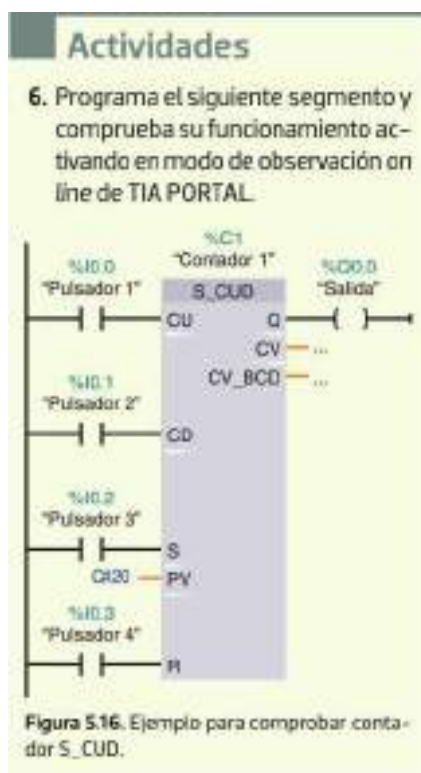 Actividades
6. Programa el siguiente segmento y
comprueba su funcionamiento ac-
tivando en modo de observación on
line de TIA PORTAL.
%C1
"Contador 1"
%I0.0
"Pulsador 1"
%Q0.0
"Salida"
S_CUD
CU
Q
CV
...
CV_BCD
...
%I0.1
"Pulsador 2"
CD
%I0.2
"Pulsador 3"
S
C#20
PV
%I0.3
"Pulsador 4"
R
Figura 5.16. Ejemplo para comprobar conta-
dor S_CUD.